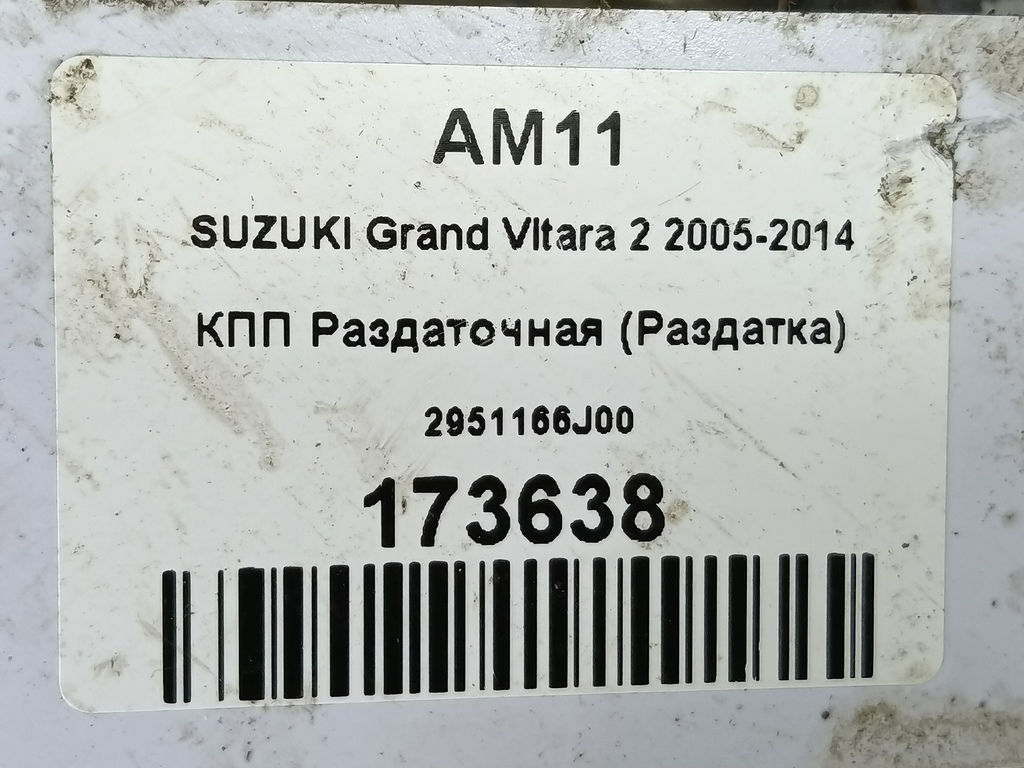 AM11
SUZUKI Grand VItara 2 2005-2014
КПП Раздаточная (Раздатка)
2951166J00
173638